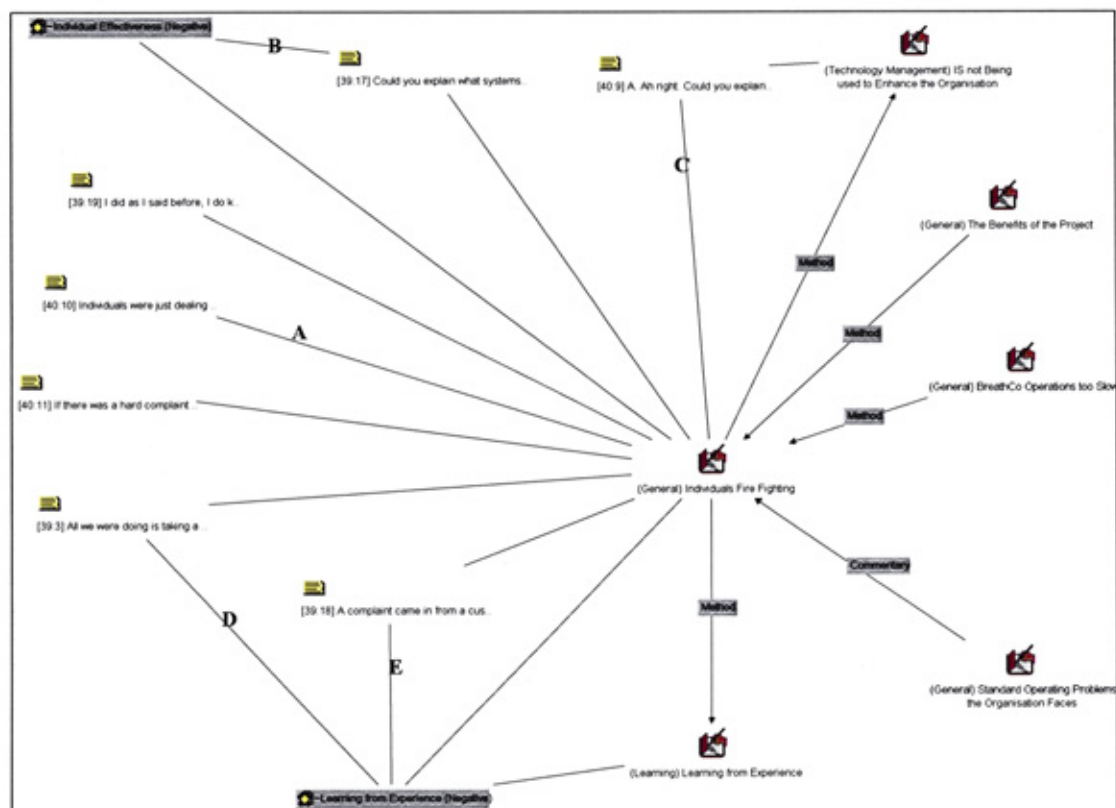 -Individual Effectiveness (Negative)
B
[39:17] Could you explain what systems..
[40:9] A. Ah right. Could you explain..
(Technology Management) IS not Being
used to Enhance the Organisation
C
[39:19] I did as I said before, I do k..
(General) The Benefits of the Project
Method
[40:10] Individuals were just dealing ..
A
Method
[40:11] If there was a hard complaint ..
(General) BreathCo Operations too Slow
Method
(General) Individuals Fire Fighting
[39:3] All we were doing is taking a ..
Commentary
[39:18] A complaint came in from a cus..
Method
D
E
(General) Standard Operating Problems
the Organisation Faces
(Learning) Learning from Experience
-Learning from Experience (Negative)